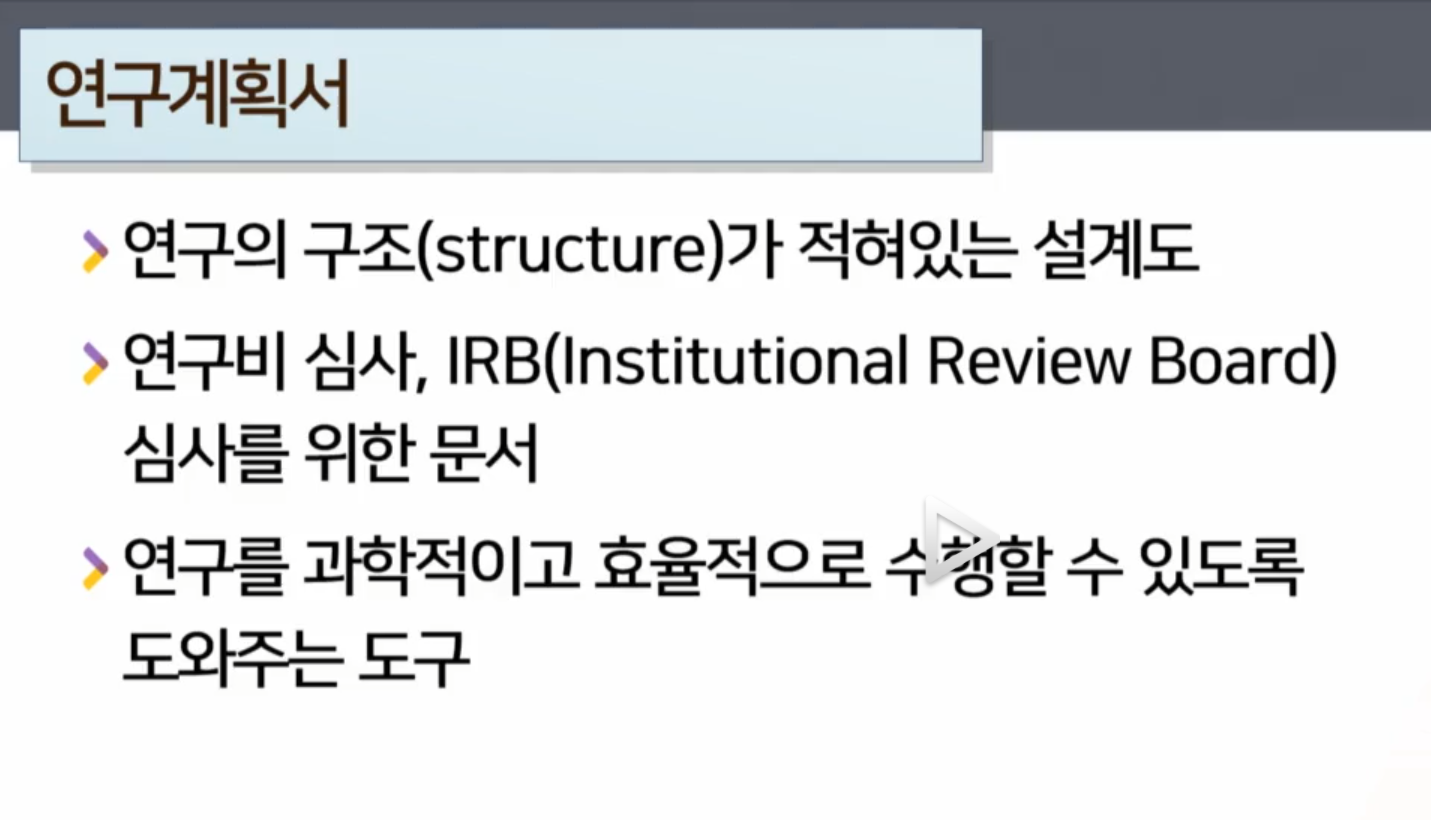 연구계획서
연구의 구조(structure)가 적혀있는 설계도
연구비 심사, IRB(Institutional Review Board)
심사를 위한 문서
연구를 과학적이고 효율적으로 수행할 수 있도록
도와주는 도구